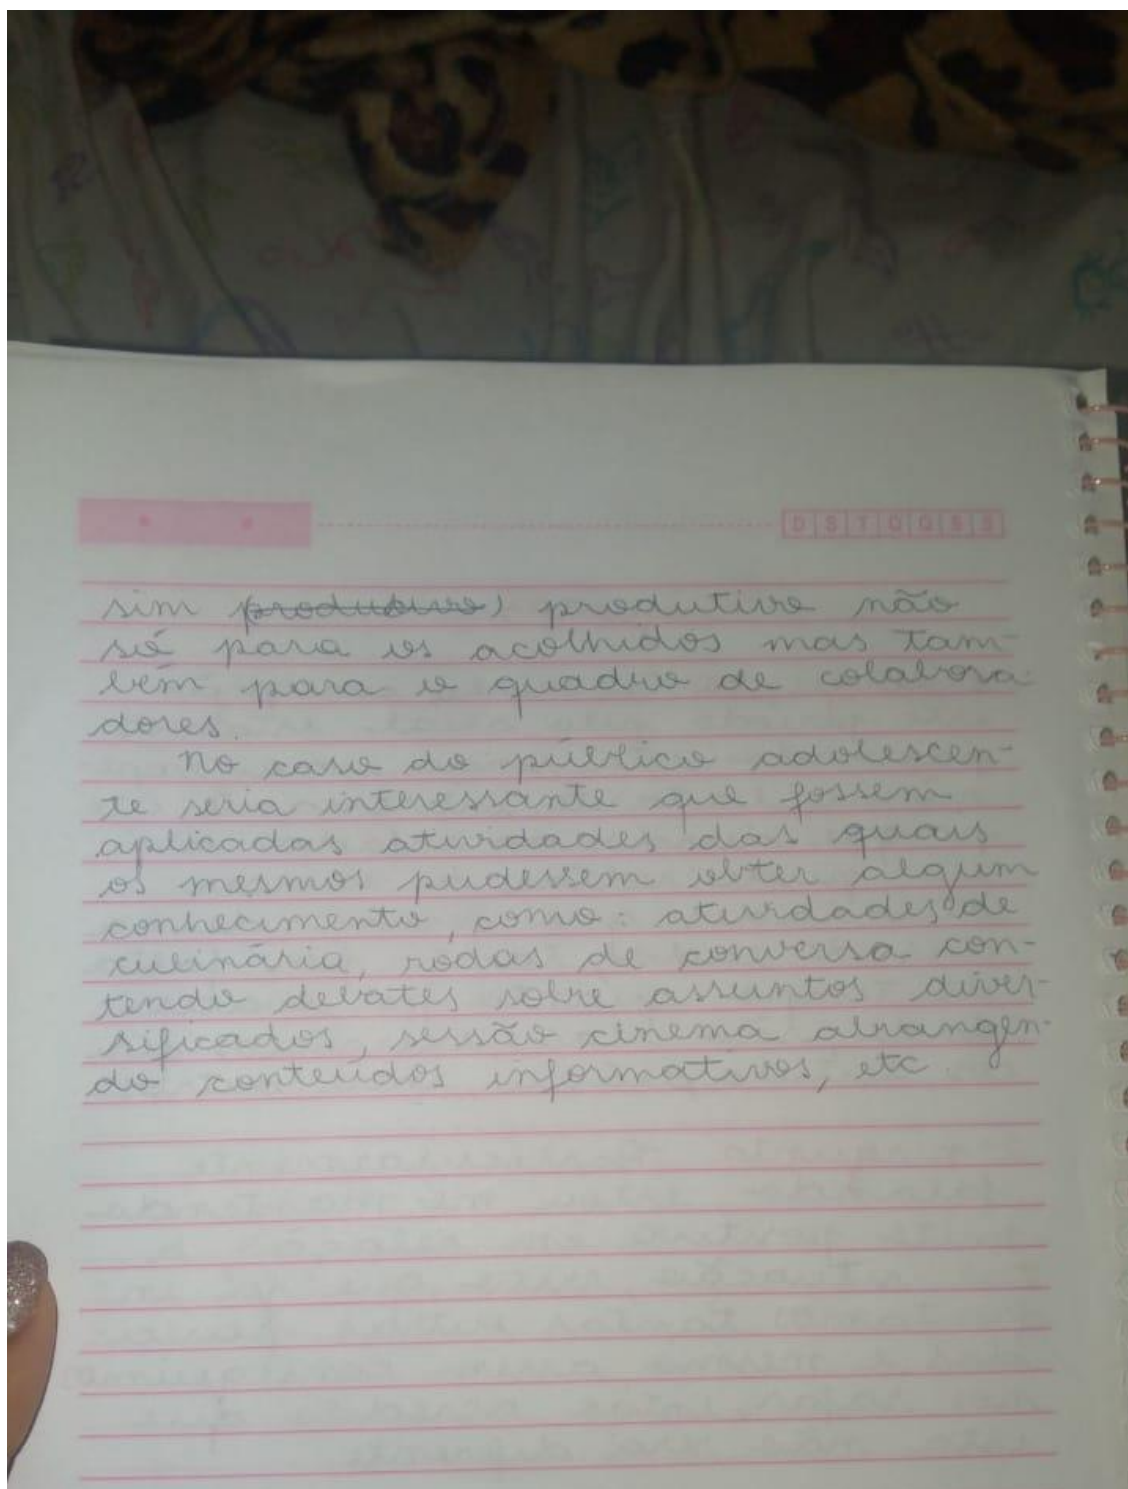 D S T Q Q S S
sim (produtivo) produtivo não
só para os acolhidos mas tam-
bém para o quadro de colabora-
dores.
No caso do público adolescen-
te seria interessante que fossem
aplicadas atividades das quais
os mesmos pudessem obter algum
conhecimento, como: atividades de
culinária, rodas de conversa con-
tendo debates sobre assuntos diver-
sificados, sessão cinema abrangen-
do conteúdos informativos, etc.